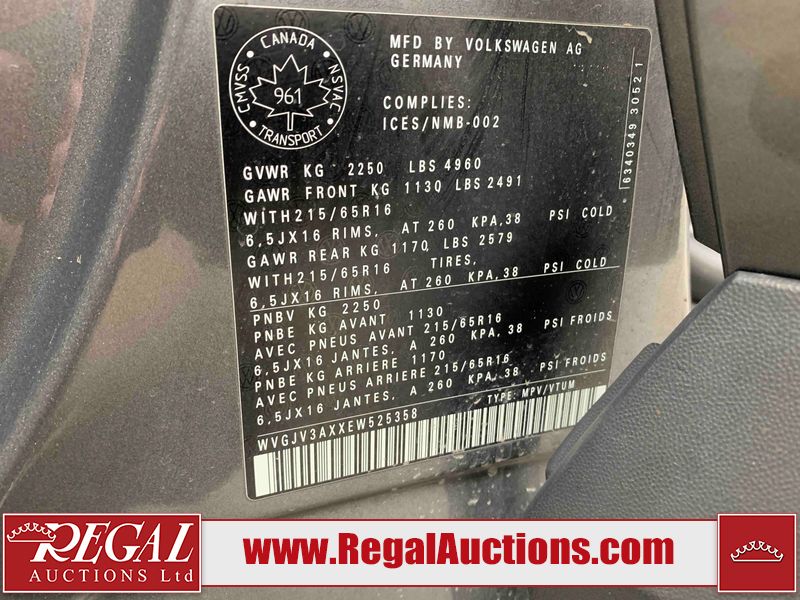 CANADA
CMVSS
NSVAC
961
TRANSPORT
MFD BY VOLKSWAGEN AG
GERMANY
COMPLIES:
ICES/NMB-002
6340349 30521
GVWR KG 2250 LBS 4960
GAWR FRONT KG 1130 LBS 2491
WITH215/65R16
6,5JX16 RIMS, AT 260 KPA,38 PSI COLD
GAWR REAR KG 1170 LBS 2579
WITH215/65R16 TIRES,
6,5JX16 RIMS, AT 260 KPA,38 PSI COLD
PNBV KG 2250
PNBE KG AVANT 1130
AVEC PNEUS AVANT 215/65R16
6,5JX16 JANTES, A 260 KPA, 38 PSI FROIDS
PNBE KG ARRIERE 1170
AVEC PNEUS ARRIERE 215/65R16
6,5JX16 JANTES, A 260 KPA, 38 PSI FROIDS
WVGJV3AXXEW525358 TYPE: MPV/VTUM
REGAL
AUCTIONS Ltd
www.RegalAuctions.com